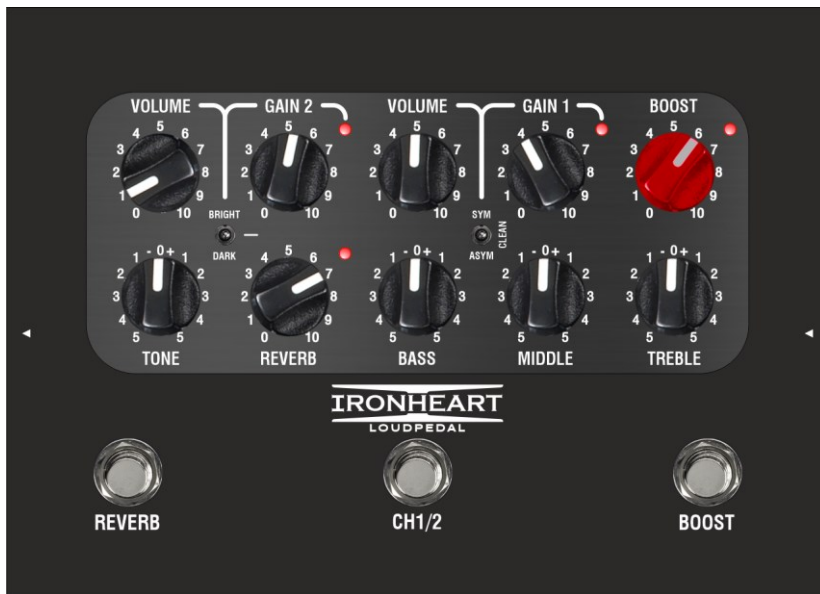 VOLUME GAIN 2 VOLUME GAIN 1 BOOST
0 1 2 3 4 5 6 7 8 9 10
0 1 2 3 4 5 6 7 8 9 10
0 1 2 3 4 5 6 7 8 9 10
0 1 2 3 4 5 6 7 8 9 10
0 1 2 3 4 5 6 7 8 9 10
BRIGHT
DARK
SYM
ASYM
CLEAN
5 4 3 2 1 - 0 + 1 2 3 4 5
0 1 2 3 4 5 6 7 8 9 10
5 4 3 2 1 - 0 + 1 2 3 4 5
5 4 3 2 1 - 0 + 1 2 3 4 5
5 4 3 2 1 - 0 + 1 2 3 4 5
TONE REVERB BASS MIDDLE TREBLE
IRONHEART
LOUDPEDAL
REVERB CH1/2 BOOST